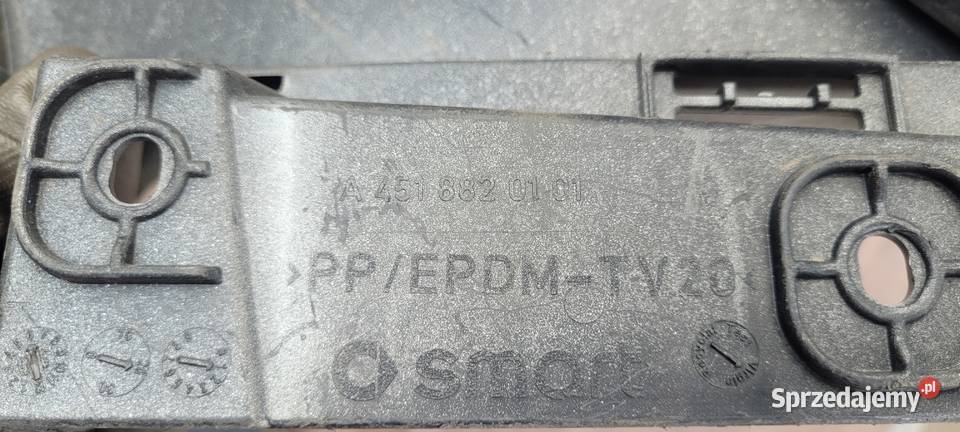 A 451 882 01 01
>PP/EPDM-TV20<
smart
Sprzedajemy.pl